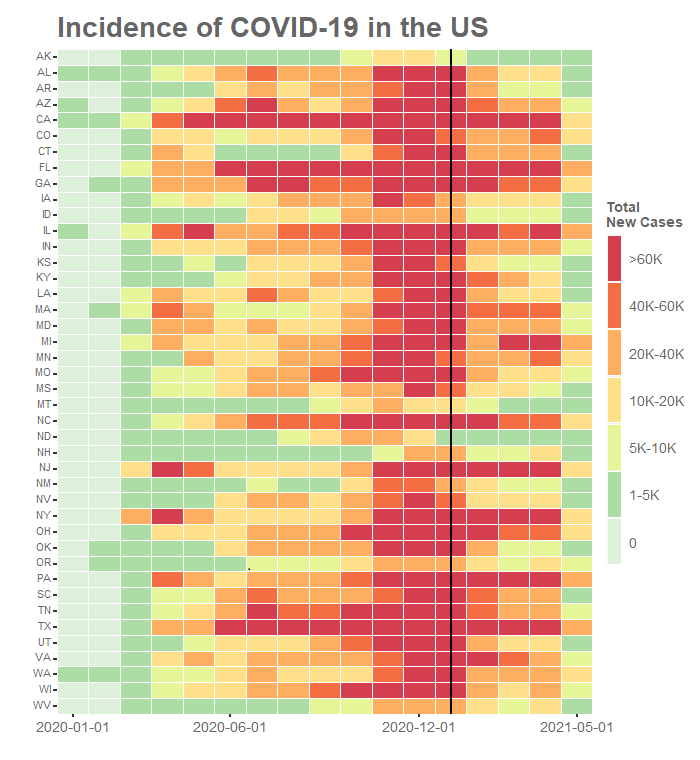 Incidence of COVID-19 in the US
AK
AL
AR
AZ
CA
CO
CT
FL
GA
IA
ID
IL
IN
KS
KY
LA
MA
MD
MI
MN
MO
MS
MT
NC
ND
NH
NJ
NM
NV
NY
OH
OK
OR
PA
SC
TN
TX
UT
VA
WA
WI
WV
2020-01-01
2020-06-01
2020-12-01
2021-05-01
Total
New Cases
>60K
40K-60K
20K-40K
10K-20K
5K-10K
1-5K
0